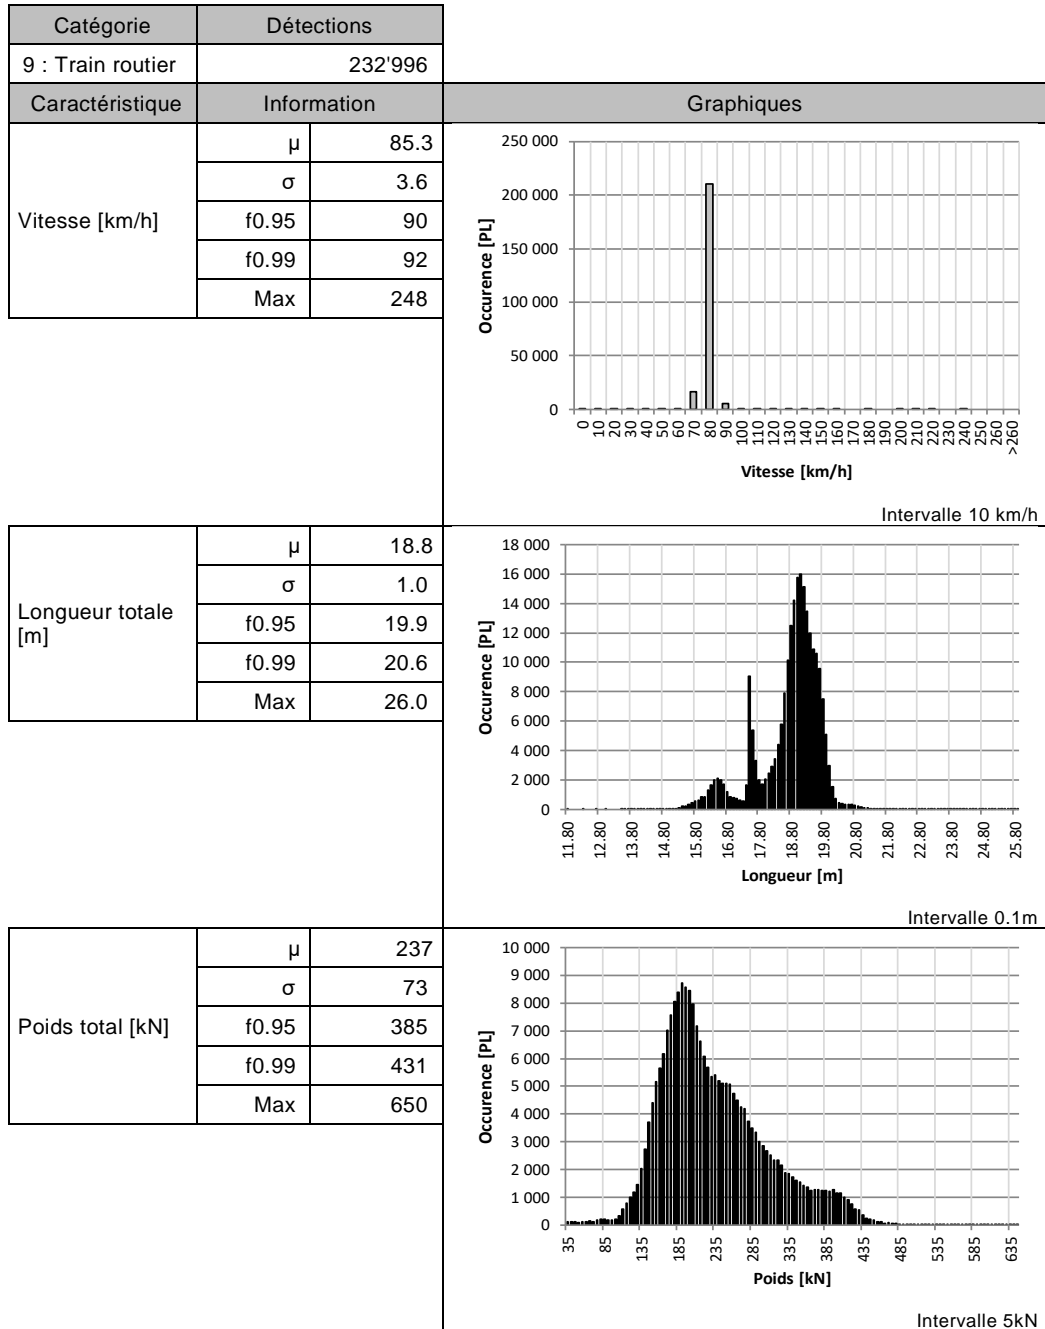 Catégorie Détections
9 : Train routier 232'996
Caractéristique Information Graphiques
Vitesse [km/h]
µ 85.3
σ 3.6
f0.95 90
f0.99 92
Max 248
250 000
200 000
150 000
100 000
50 000
0
Occurence [PL]
0 10 20 30 40 50 60 70 80 90 100 110 120 130 140 150 160 170 180 190 200 210 220 230 240 250 260 >260
Vitesse [km/h]
Intervalle 10 km/h
Longueur totale
[m]
µ 18.8
σ 1.0
f0.95 19.9
f0.99 20.6
Max 26.0
18 000
16 000
14 000
12 000
10 000
8 000
6 000
4 000
2 000
0
Occurence [PL]
11.80 12.80 13.80 14.80 15.80 16.80 17.80 18.80 19.80 20.80 21.80 22.80 23.80 24.80 25.80
Longueur [m]
Intervalle 0.1m
Poids total [kN]
µ 237
σ 73
f0.95 385
f0.99 431
Max 650
10 000
9 000
8 000
7 000
6 000
5 000
4 000
3 000
2 000
1 000
0
Occurence [PL]
35 85 135 185 235 285 335 385 435 485 535 585 635
Poids [kN]
Intervalle 5kN